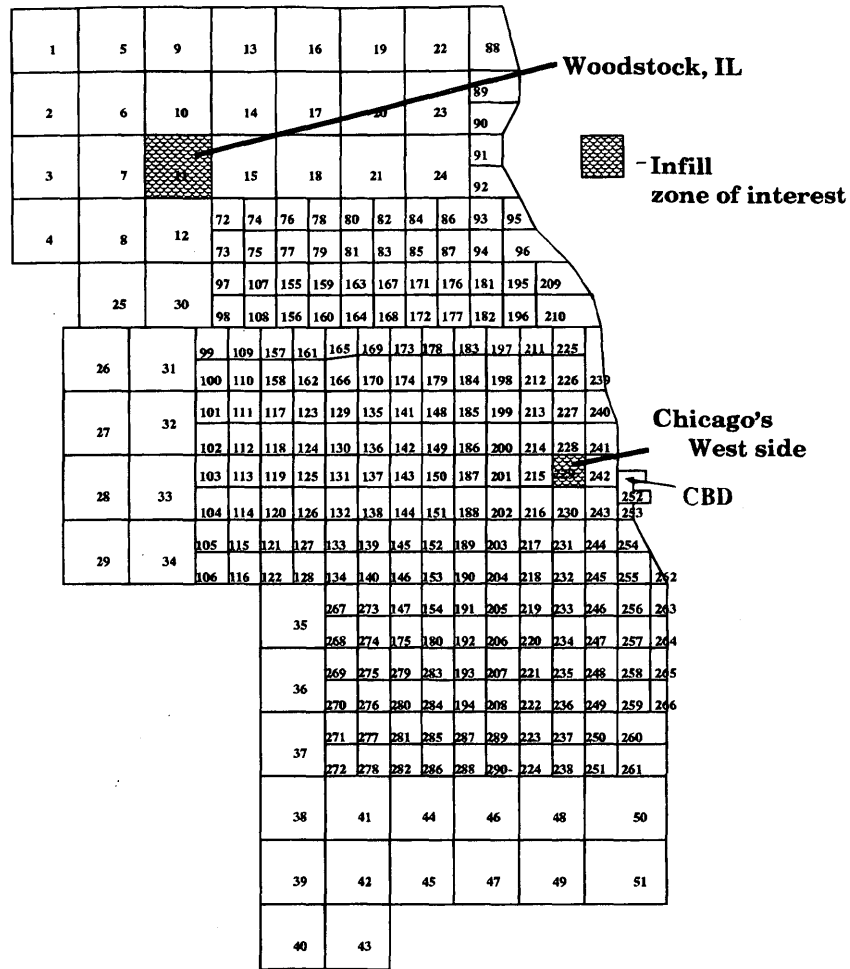 1 5 9 13 16 19 22 88
Woodstock, IL
89
2 6 10 14 17 20 23
90
91
-Infill
3 7 11 15 18 21 24
zone of interest
92
72 74 76 78 80 82 84 86 93 95
4 8 12
73 75 77 79 81 83 85 87 94 96
97 107 155 159 163 167 171 176 181 195 209
25 30
98 108 156 160 164 168 172 177 182 196 210
99 109 157 161 165 169 173 178 183 197 211 225
26 31
100 110 158 162 166 170 174 179 184 198 212 226 239
101 111 117 123 129 135 141 148 185 199 213 227 240
Chicago's
27 32
West side
102 112 118 124 130 136 142 149 186 200 214 228 241
103 113 119 125 131 137 143 150 187 201 215 242
CBD
28 33
252
104 114 120 126 132 138 144 151 188 202 216 230 243 253
105 115 121 127 133 139 145 152 189 203 217 231 244 254
29 34
106 116 122 128 134 140 146 153 190 204 218 232 245 255 262
267 273 147 154 191 205 219 233 246 256 263
35
268 274 175 180 192 206 220 234 247 257 264
269 275 279 283 193 207 221 235 248 258 265
36
270 276 280 284 194 208 222 236 249 259 266
271 277 281 285 287 289 223 237 250 260
37
272 278 282 286 288 290- 224 238 251 261
38 41 44 46 48 50
39 42 45 47 49 51
40 43